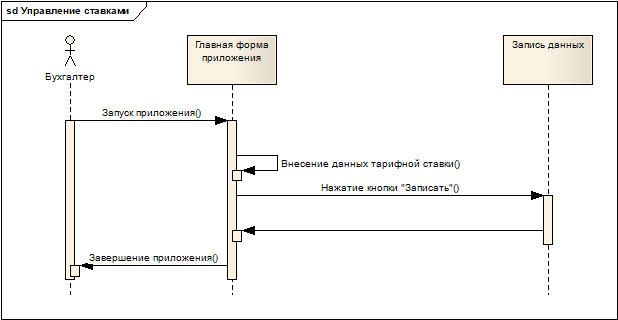 sd Управление ставками
Бухгалтер
Главная форма
приложения
Запись данных
Запуск приложения()
Внесение данных тарифной ставки()
Нажатие кнопки "Записать"()
Завершение приложения()